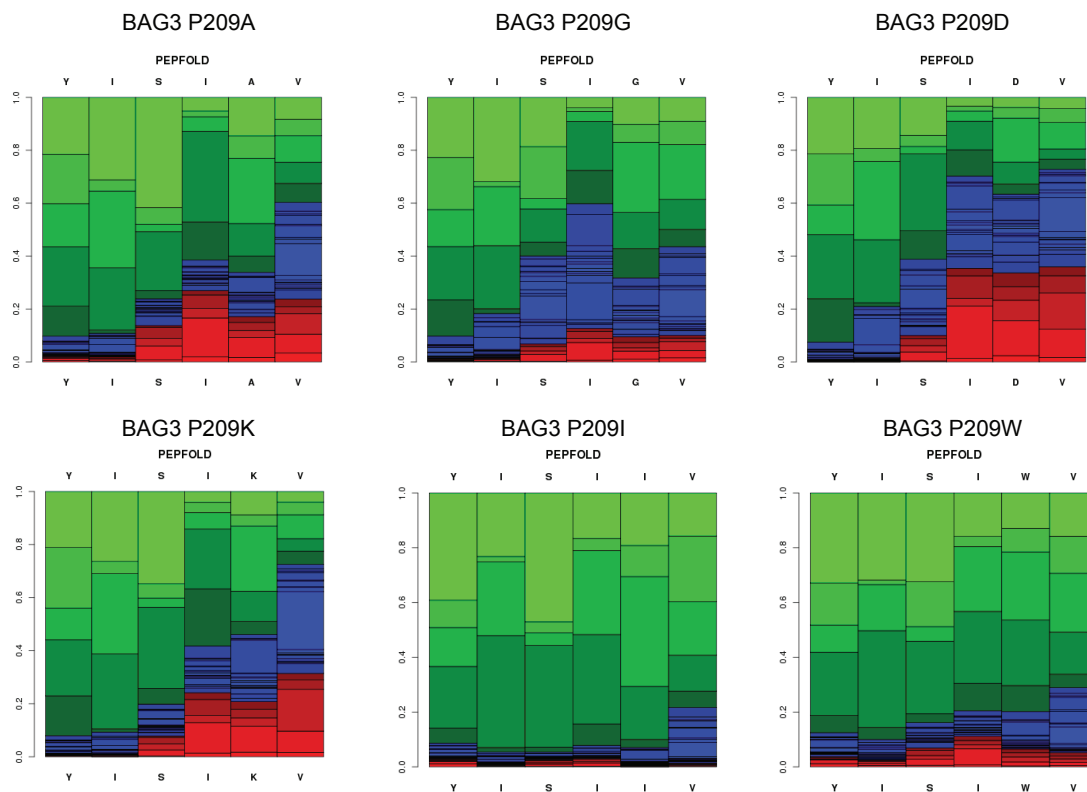 BAG3 P209A
PEPFOLD
Y I S I A V
1.0
0.8
0.6
0.4
0.2
0.0
Y I S I A V
BAG3 P209G
PEPFOLD
Y I S I G V
1.0
0.8
0.6
0.4
0.2
0.0
Y I S I G V
BAG3 P209D
PEPFOLD
Y I S I D V
1.0
0.8
0.6
0.4
0.2
0.0
Y I S I D V
BAG3 P209K
PEPFOLD
Y I S I K V
1.0
0.8
0.6
0.4
0.2
0.0
Y I S I K V
BAG3 P209I
PEPFOLD
Y I S I I V
1.0
0.8
0.6
0.4
0.2
0.0
Y I S I I V
BAG3 P209W
PEPFOLD
Y I S I W V
1.0
0.8
0.6
0.4
0.2
0.0
Y I S I W V